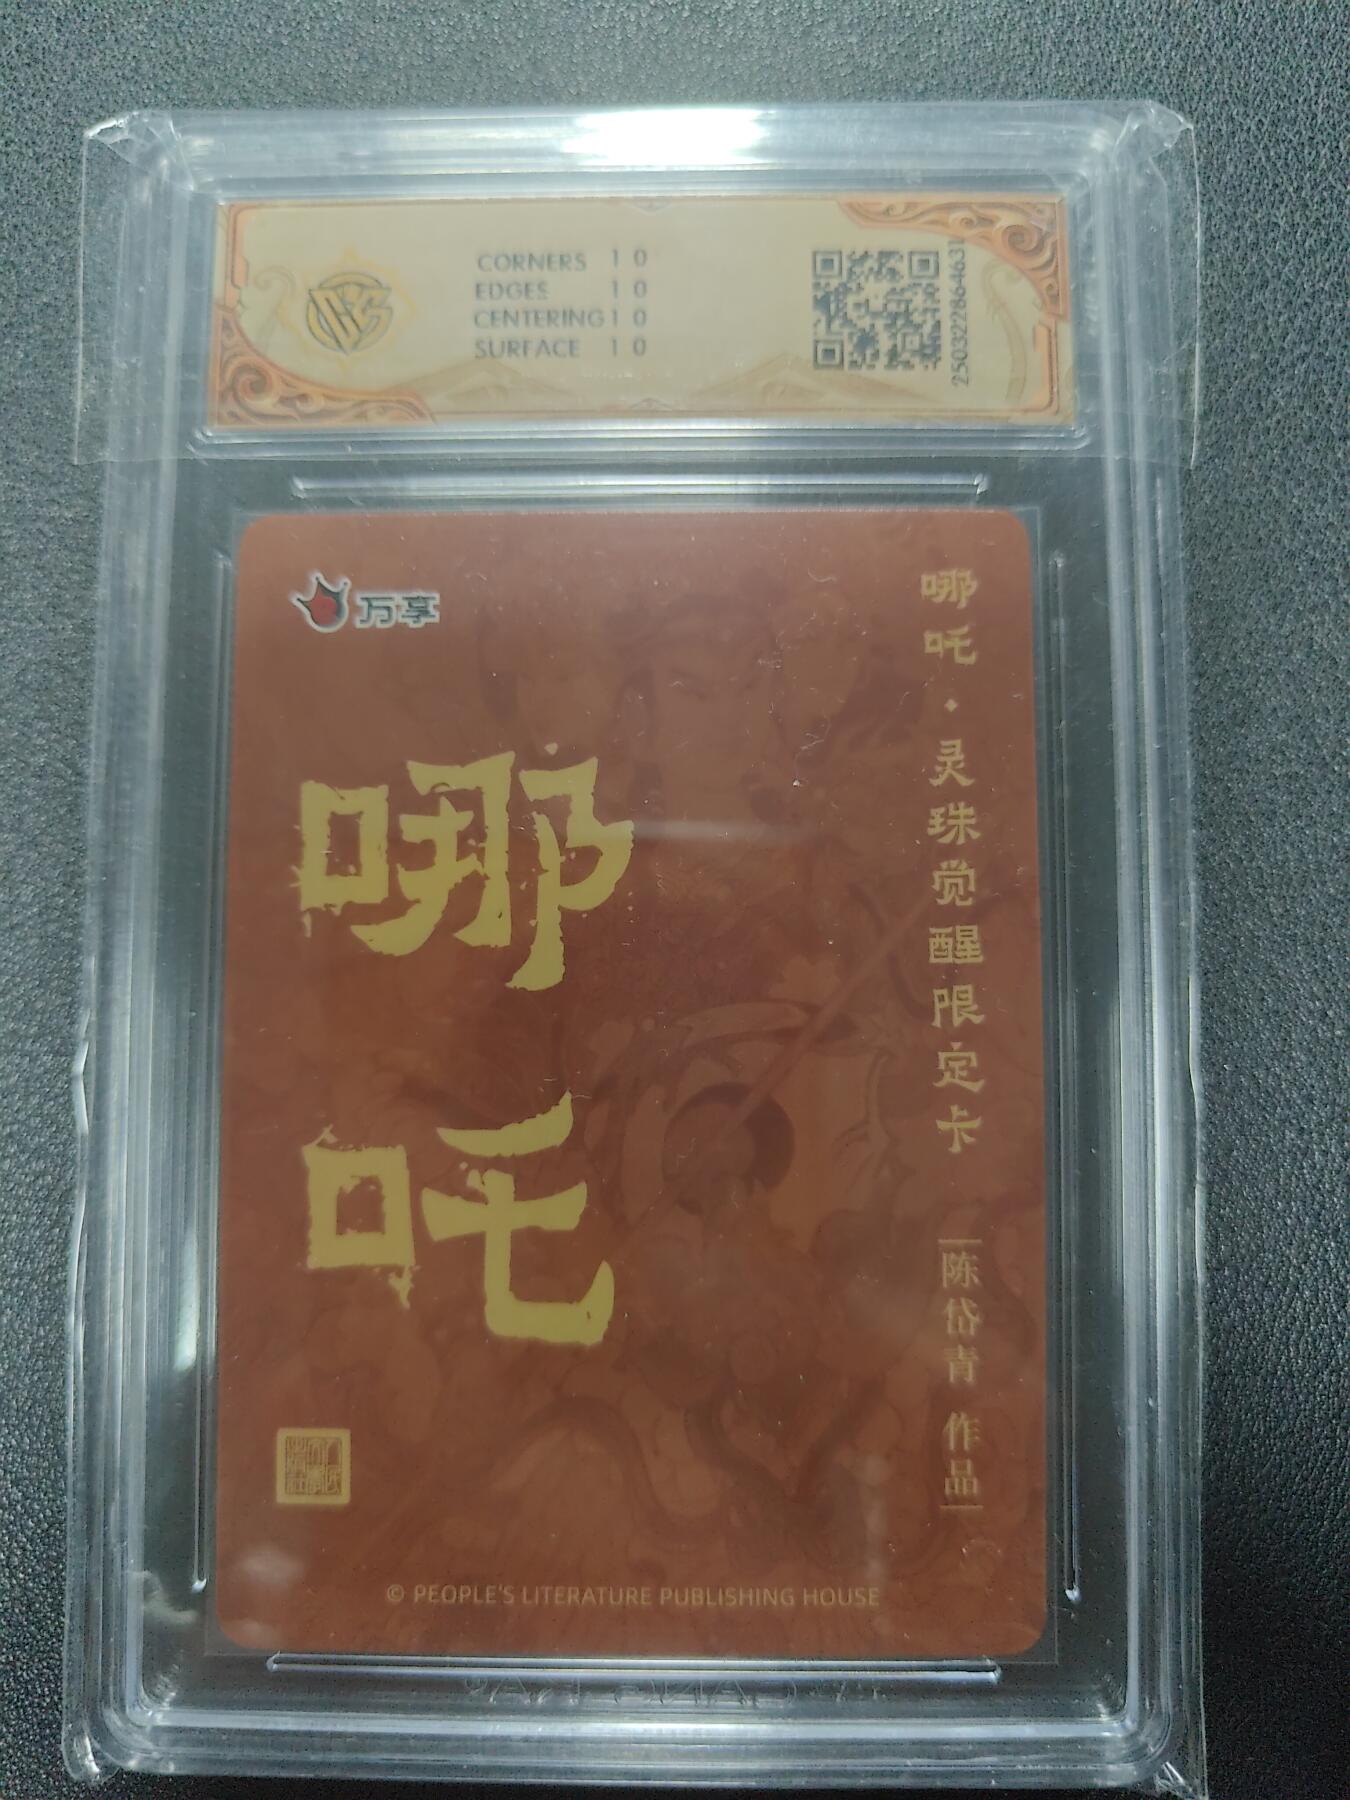 CORNERS 10
EDGES 10
CENTERING 10
SURFACE 10
2503228864631
万享
哪吒·灵珠觉醒限定卡
陈岱青 作品
哪吒
© PEOPLE'S LITERATURE PUBLISHING HOUSE